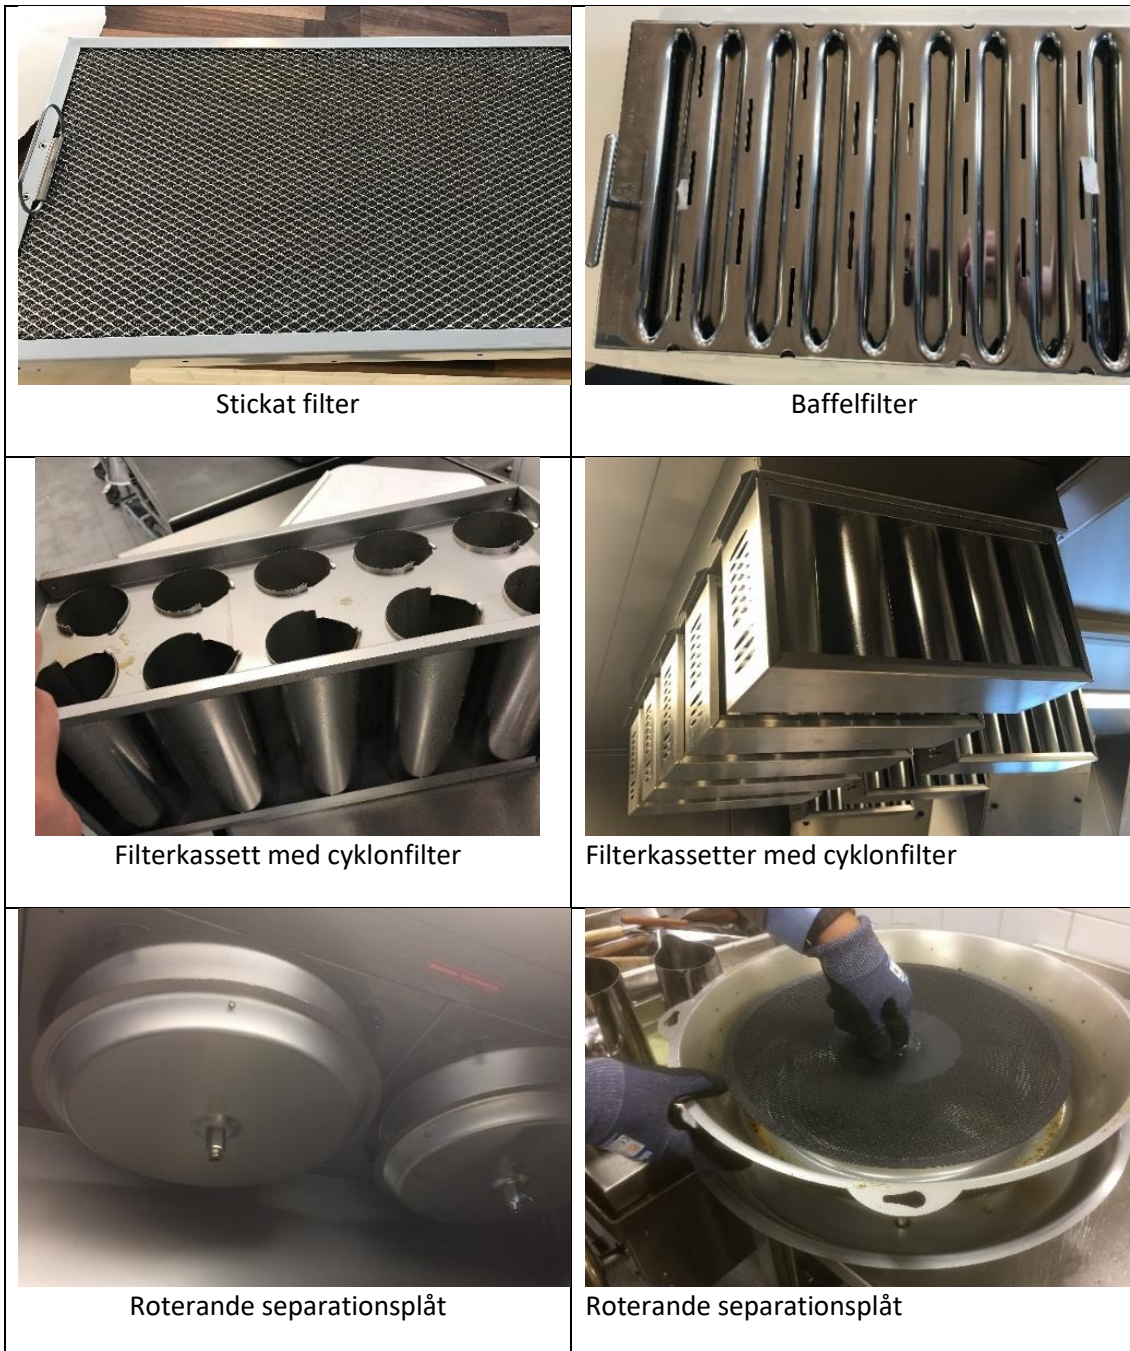 Stickat filter
Baffelfilter
Filterkassett med cyklonfilter
Filterkassetter med cyklonfilter
Roterande separationsplåt
Roterande separationsplåt